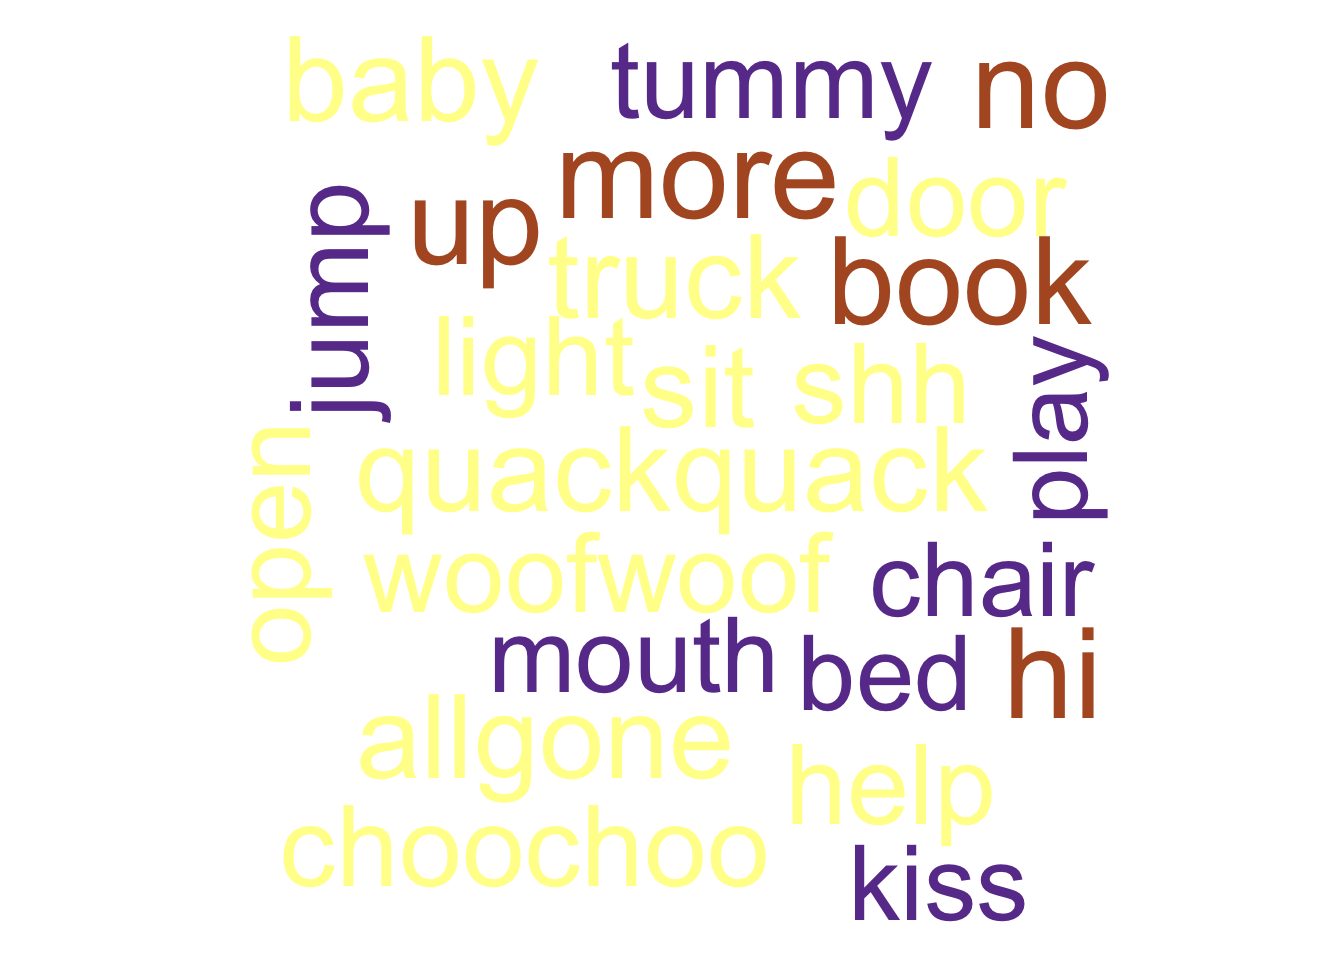 baby tummy no
more door
jump up
truck book
light sit shh
play
open quackquack
woofwoof chair
mouth bed hi
allgone help
choochoo kiss